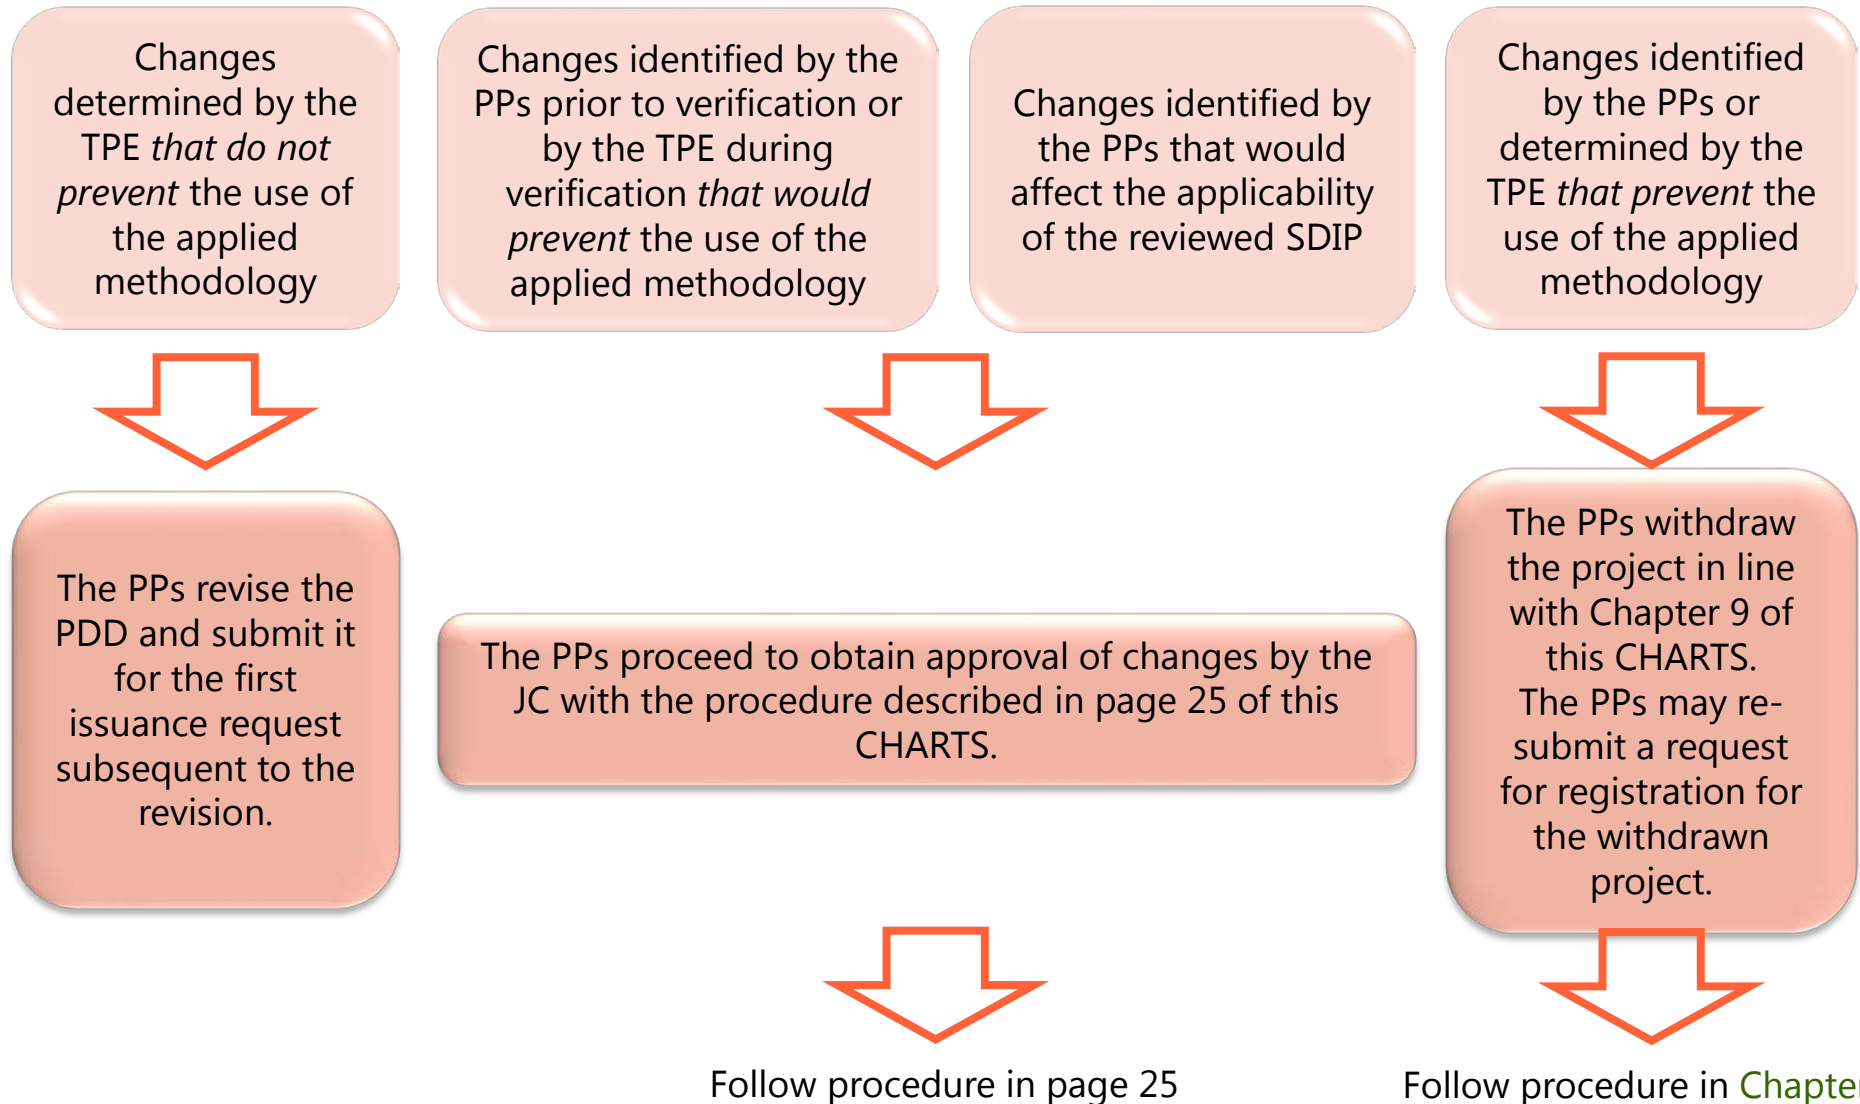 Changes
determined by the
TPE that do not
prevent the use of
the applied
methodology
Changes identified by the
PPs prior to verification or
by the TPE during
verification that would
prevent the use of the
applied methodology
Changes identified by
the PPs that would
affect the applicability
of the reviewed SDIP
Changes identified
by the PPs or
determined by the
TPE that prevent the
use of the applied
methodology
The PPs revise the
PDD and submit it
for the first
issuance request
subsequent to the
revision.
The PPs proceed to obtain approval of changes by the
JC with the procedure described in page 25 of this
CHARTS.
The PPs withdraw
the project in line
with Chapter 9 of
this CHARTS.
The PPs may re-
submit a request
for registration for
the withdrawn
project.
Follow procedure in page 25
Follow procedure in Chapter